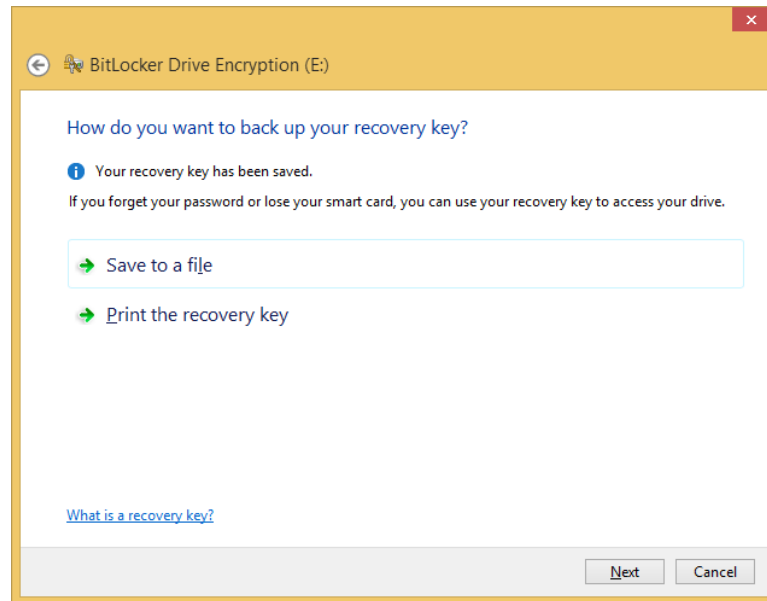 BitLocker Drive Encryption (E:)
How do you want to back up your recovery key?
Your recovery key has been saved.
If you forget your password or lose your smart card, you can use your recovery key to access your drive.
Save to a file
Print the recovery key
What is a recovery key?
Next Cancel